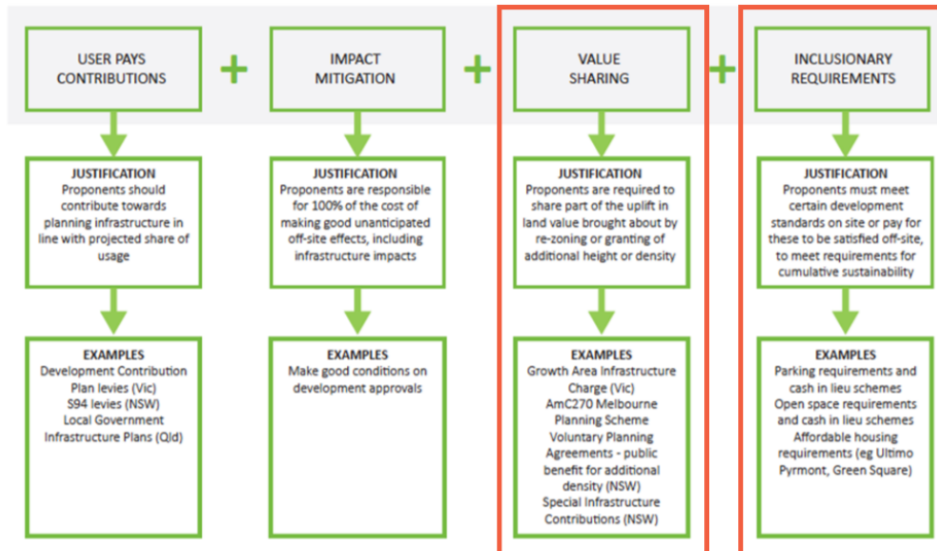 USER PAYS
CONTRIBUTIONS
+
IMPACT
MITIGATION
+
VALUE
SHARING
+
INCLUSIONARY
REQUIREMENTS
JUSTIFICATION
Proponents should
contribute towards
planning infrastructure in
line with projected share of
usage
JUSTIFICATION
Proponents are responsible
for 100% of the cost of
making good unanticipated
off-site effects, including
infrastructure impacts
JUSTIFICATION
Proponents are required to
share part of the uplift in
land value brought about by
re-zoning or granting of
additional height or density
JUSTIFICATION
Proponents must meet
certain development
standards on site or pay for
these to be satisfied off-site,
to meet requirements for
cumulative sustainability
EXAMPLES
Development Contribution
Plan levies (Vic)
S94 levies (NSW)
Local Government
Infrastructure Plans (Qld)
EXAMPLES
Make good conditions on
development approvals
EXAMPLES
Growth Area Infrastructure
Charge (Vic)
AmC270 Melbourne
Planning Scheme
Voluntary Planning
Agreements - public
benefit for additional
density (NSW)
Special Infrastructure
Contributions (NSW)
EXAMPLES
Parking requirements and
cash in lieu schemes
Open space requirements
and cash in lieu schemes
Affordable housing
requirements (eg Ultimo
Pyrmont, Green Square)